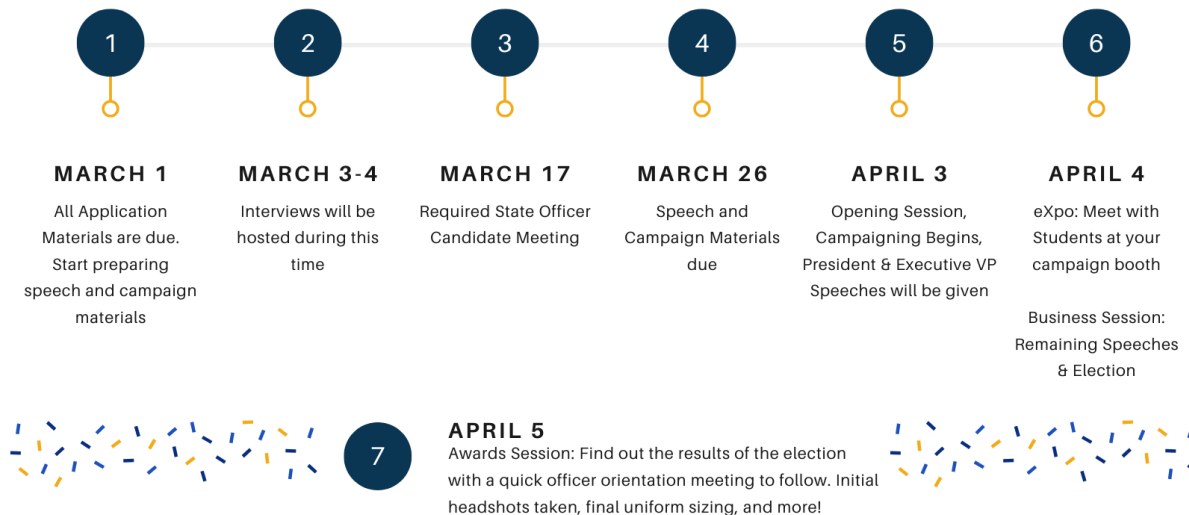 1
2
3
4
5
6
MARCH 1
All Application
Materials are due.
Start preparing
speech and campaign
materials
MARCH 3-4
Interviews will be
hosted during this
time
MARCH 17
Required State Officer
Candidate Meeting
MARCH 26
Speech and
Campaign Materials
due
APRIL 3
Opening Session,
Campaigning Begins,
President & Executive VP
Speeches will be given
APRIL 4
eXpo: Meet with
Students at your
campaign booth
Business Session:
Remaining Speeches
& Election
7
APRIL 5
Awards Session: Find out the results of the election
with a quick officer orientation meeting to follow. Initial
headshots taken, final uniform sizing, and more!